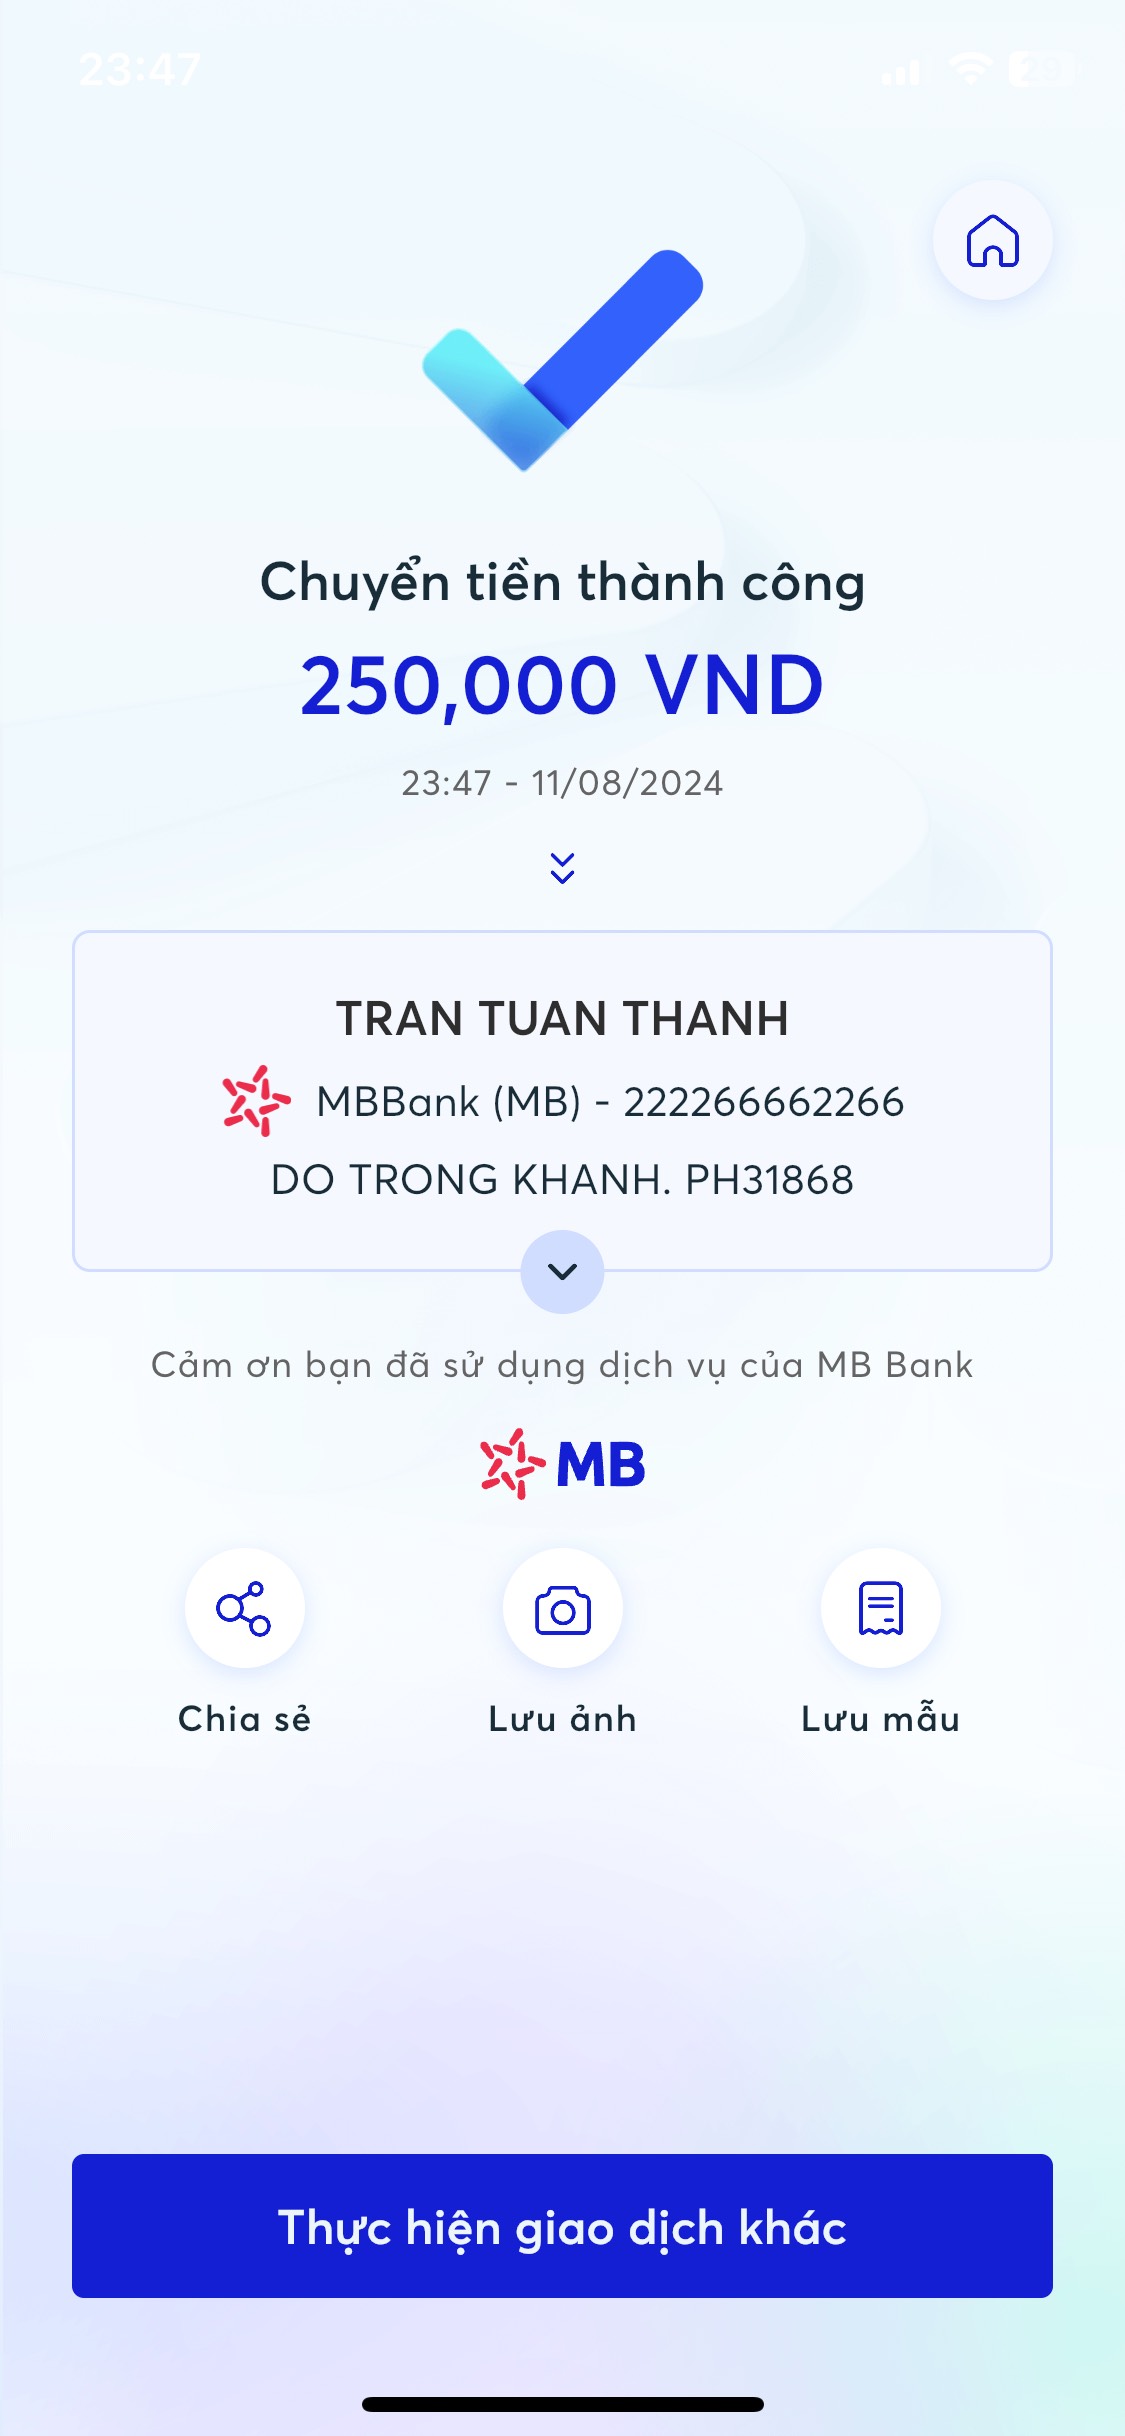 23:47
29
Chuyển tiền thành công
250,000 VND
23:47 - 11/08/2024
TRAN TUAN THANH
MBBank (MB) - 222266662266
DO TRONG KHANH. PH31868
Cảm ơn bạn đã sử dụng dịch vụ của MB Bank
MB
Chia sẻ
Lưu ảnh
Lưu mẫu
Thực hiện giao dịch khác